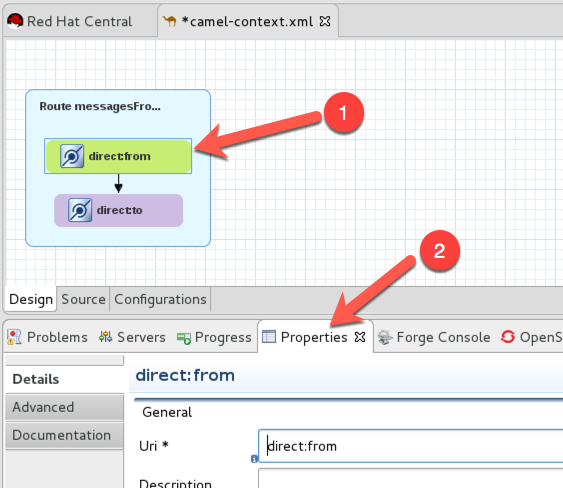 Red Hat Central
*camel-context.xml
Route messagesFro...
1
direct:from
direct:to
2
Design Source Configurations
Problems Servers Progress Properties Forge Console OpenS
Details
direct:from
Advanced
General
Documentation
Uri *
direct:from
Description